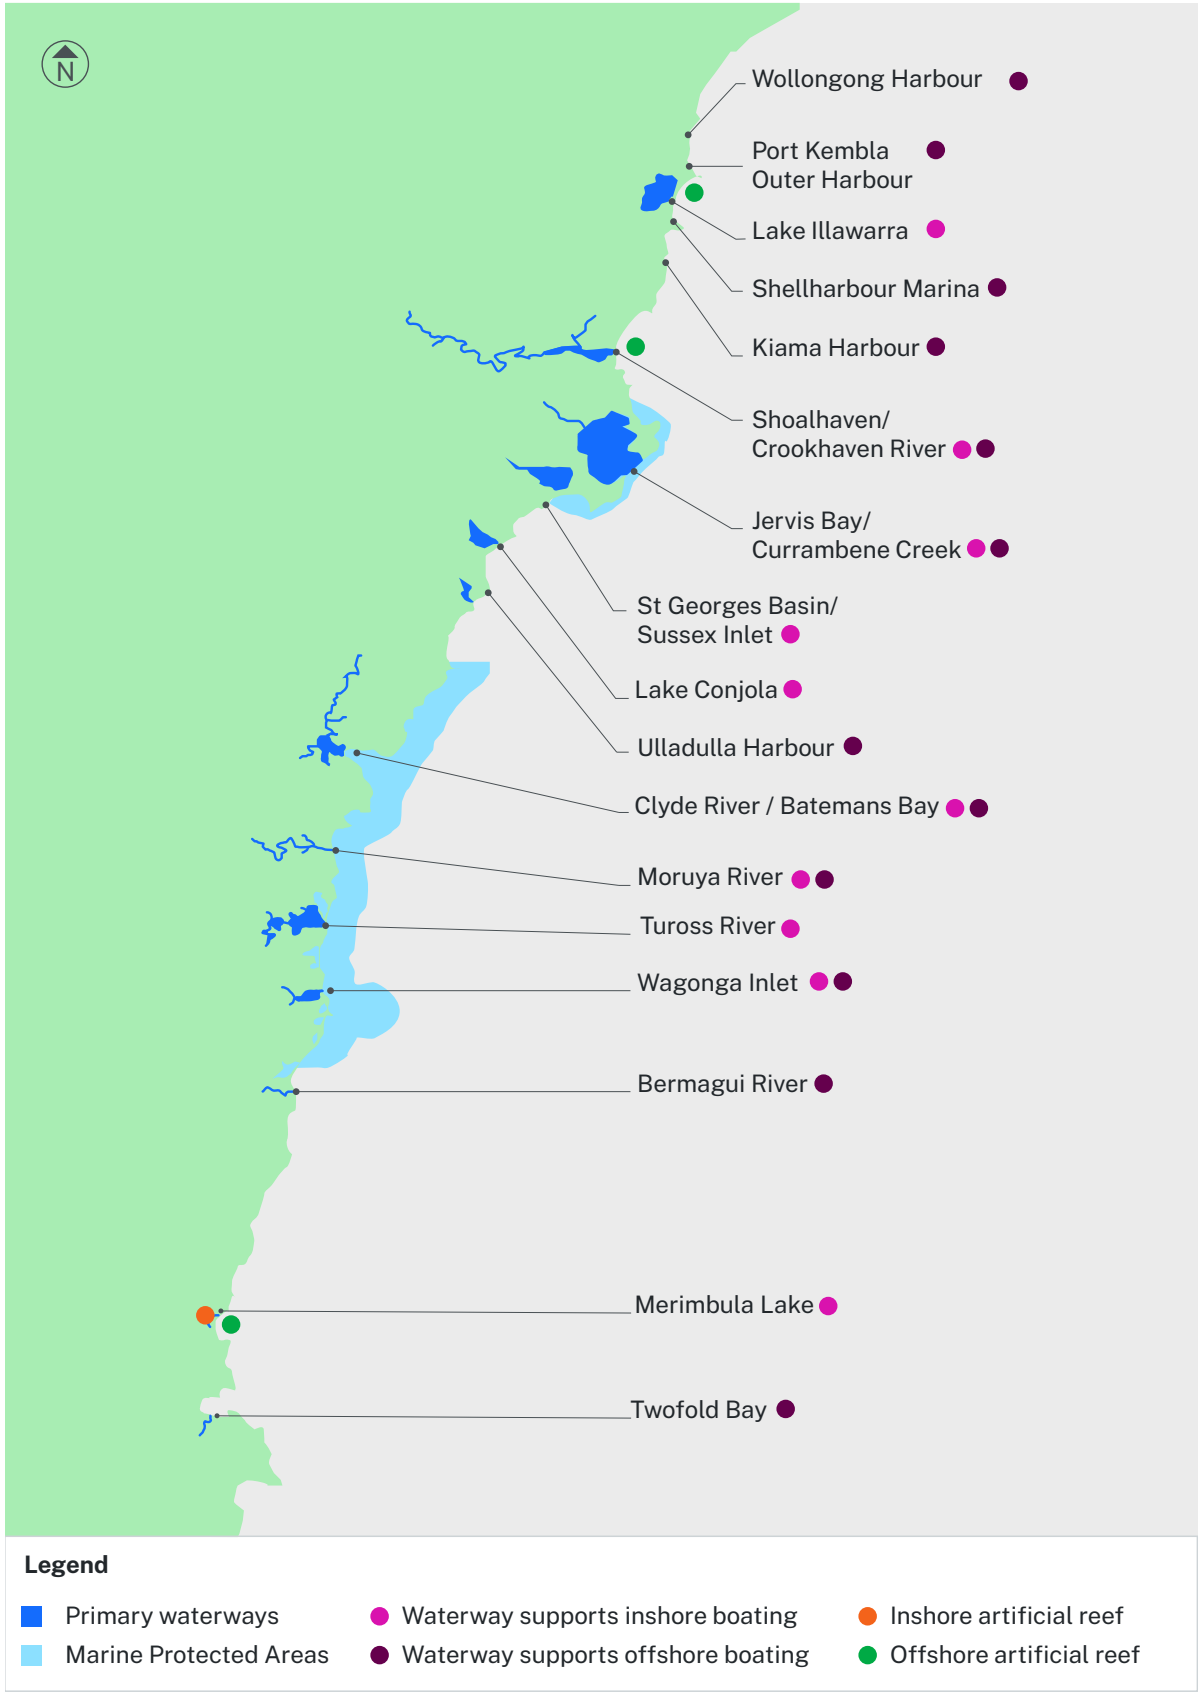 N
Wollongong Harbour
Port Kembla
Outer Harbour
Lake Illawarra
Shellharbour Marina
Kiama Harbour
Shoalhaven/
Crookhaven River
Jervis Bay/
Currambene Creek
St Georges Basin/
Sussex Inlet
Lake Conjola
Ulladulla Harbour
Clyde River / Batemans Bay
Moruya River
Tuross River
Wagonga Inlet
Bermagui River
Merimbula Lake
Twofold Bay
Legend
Primary waterways
Marine Protected Areas
Waterway supports inshore boating
Waterway supports offshore boating
Inshore artificial reef
Offshore artificial reef